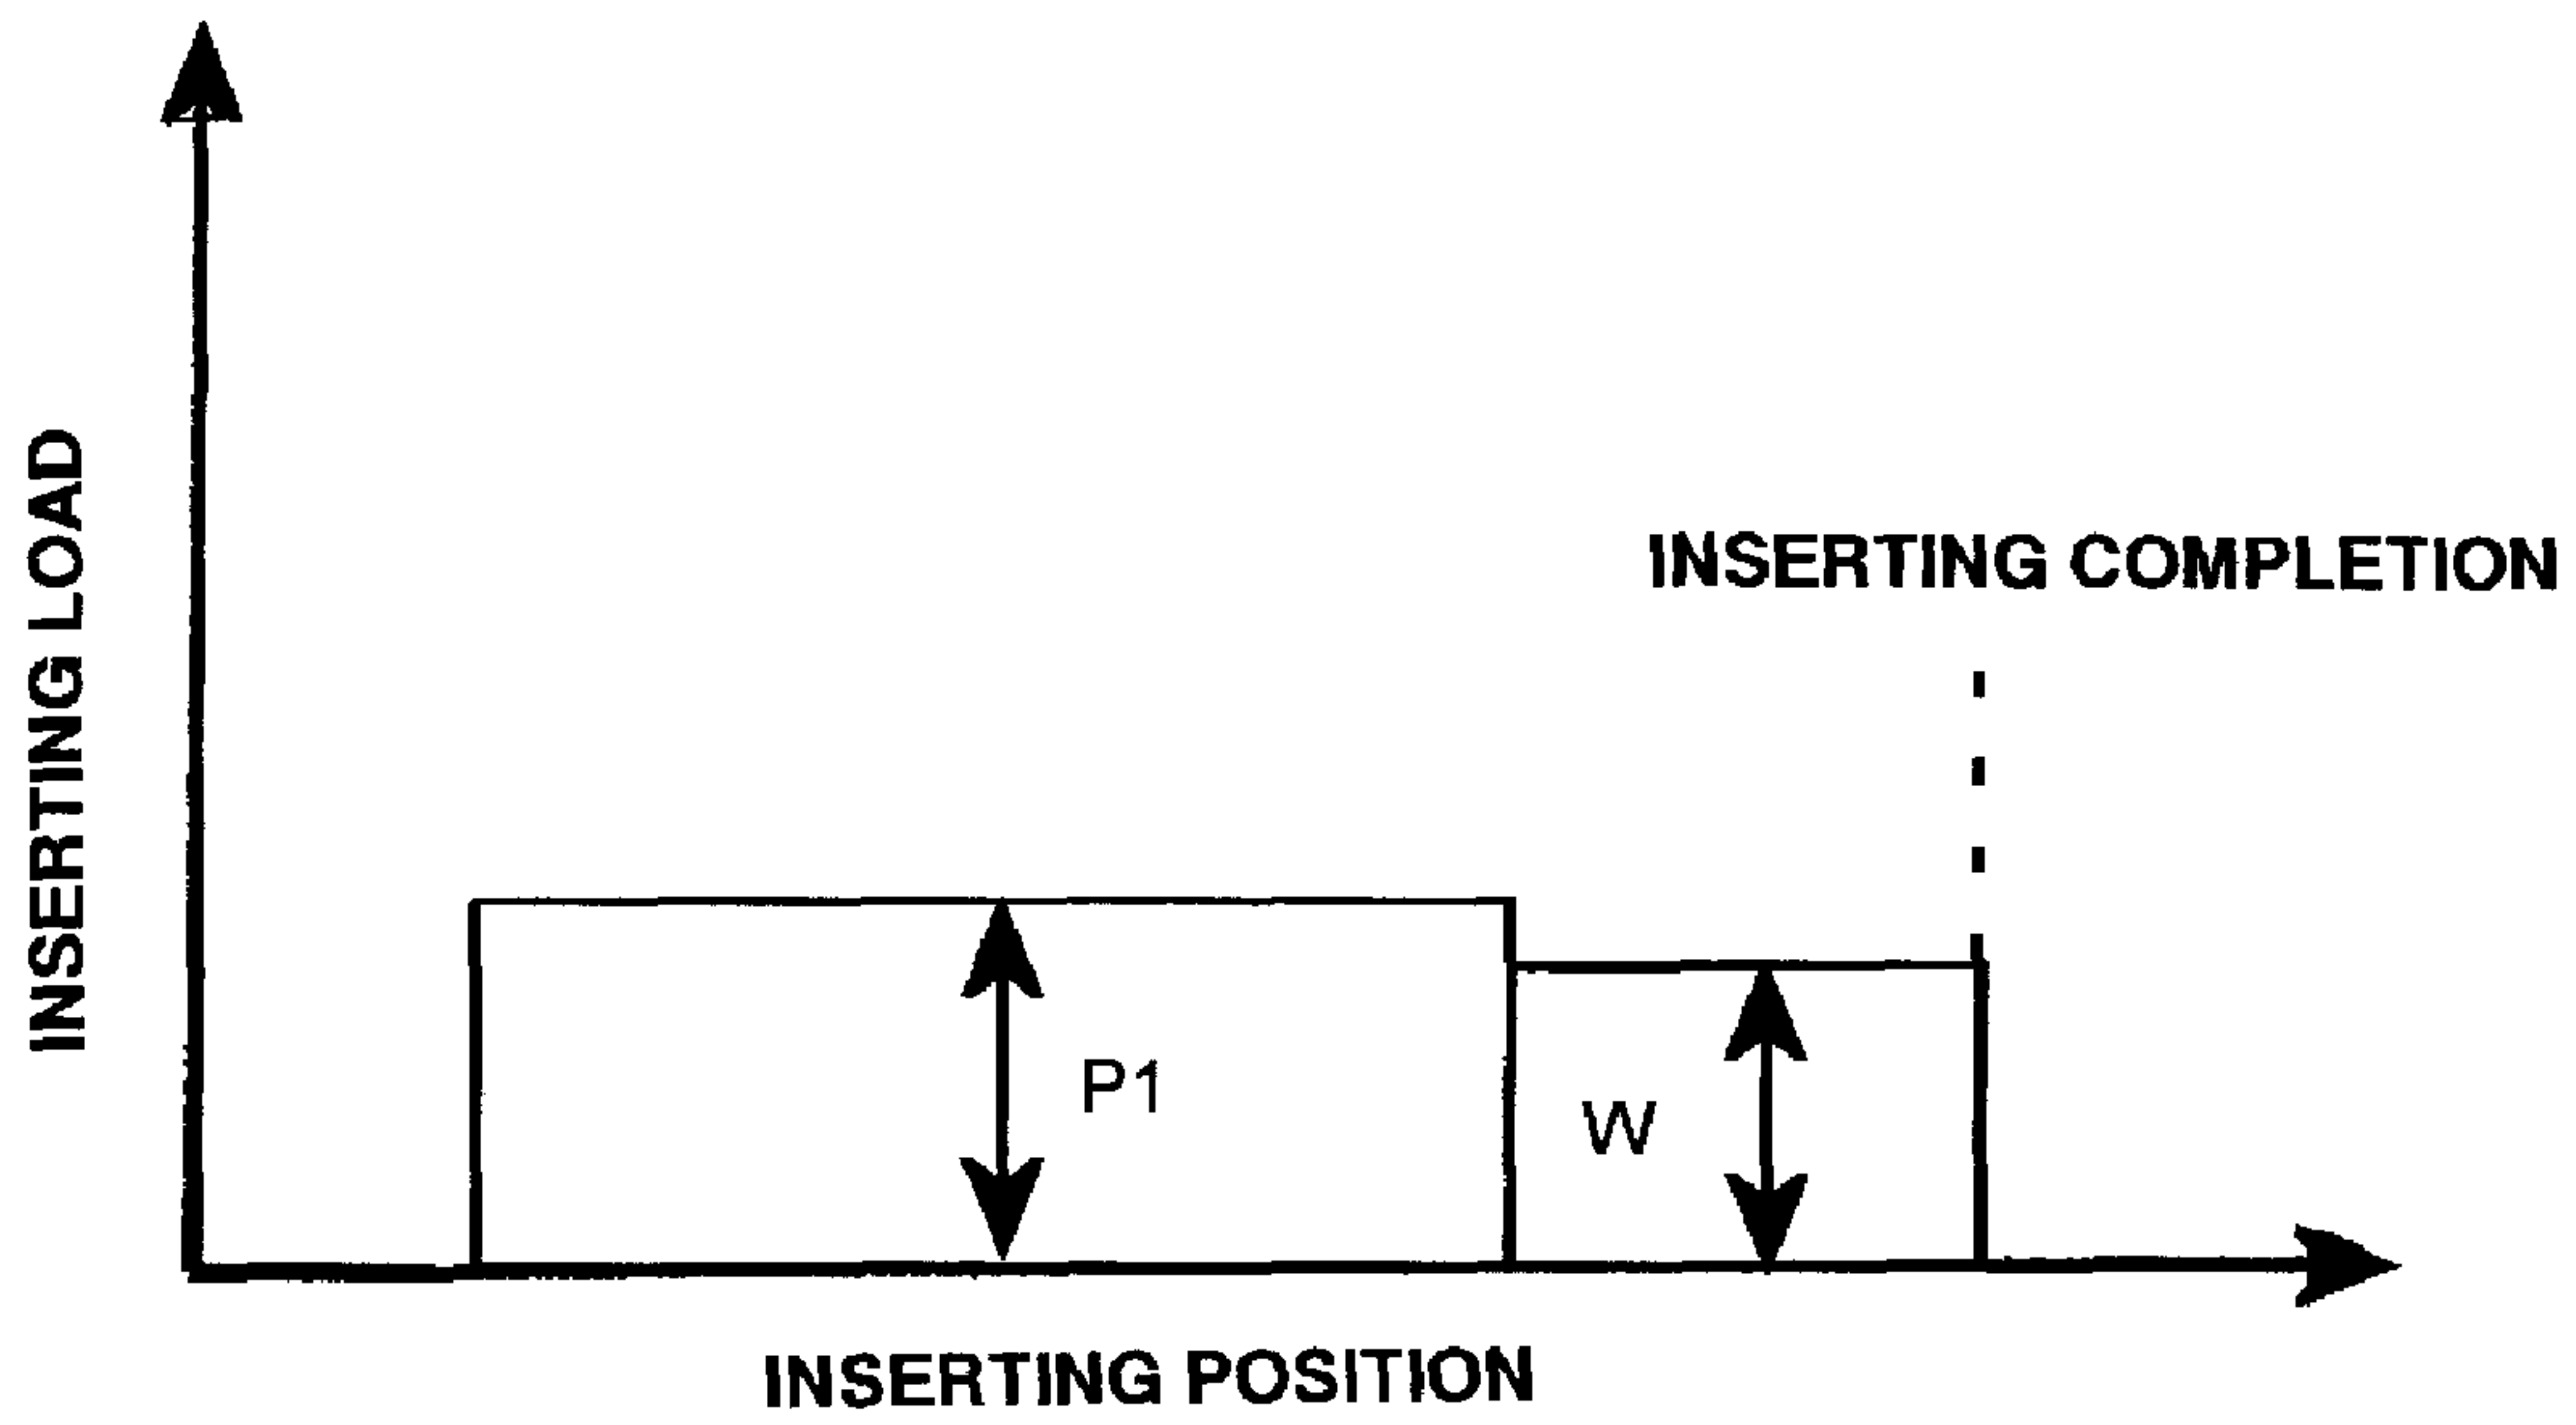 INSERTING LOAD
INSERTING COMPLETION
P1
W
INSERTING POSITION